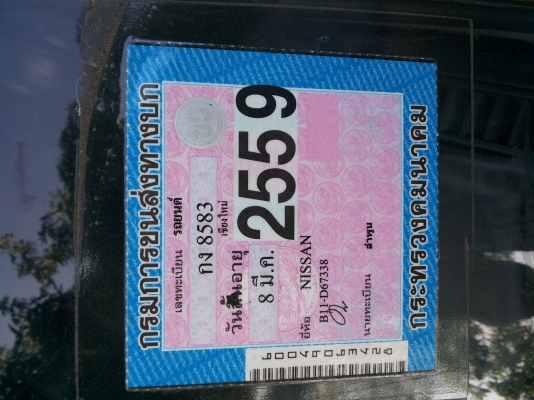 กรมการขนส่งทางบก
เลขทะเบียน รถยนต์
กง 8583
เชียงใหม่
วันสิ้นอายุ
8 มี.ค. 2559
ยี่ห้อ NISSAN
B11-D67338
นายทะเบียน ลำพูน
กระทรวงคมนาคม